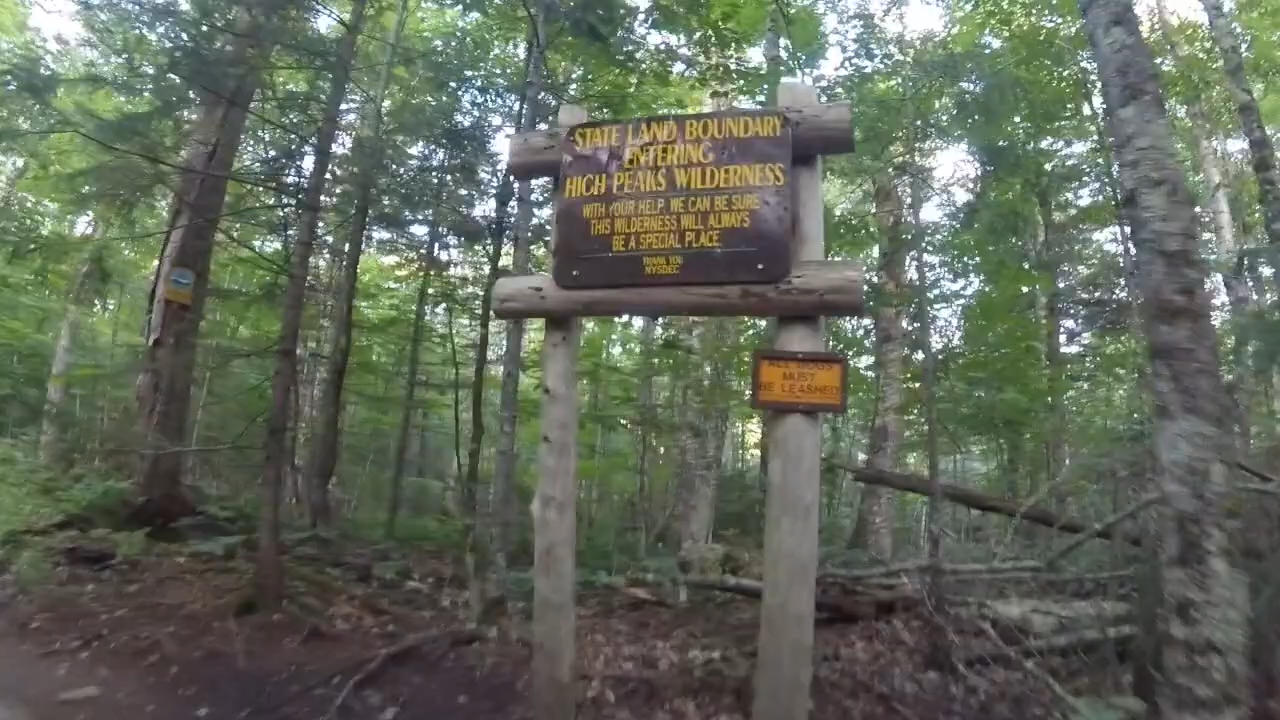 STATE LAND BOUNDARY
ENTERING
HIGH PEAKS WILDERNESS
WITH YOUR HELP, WE CAN BE SURE
THIS WILDERNESS WILL ALWAYS
BE A SPECIAL PLACE.
THANK YOU
NYSDEC
ALL DOGS
MUST
BE LEASHED